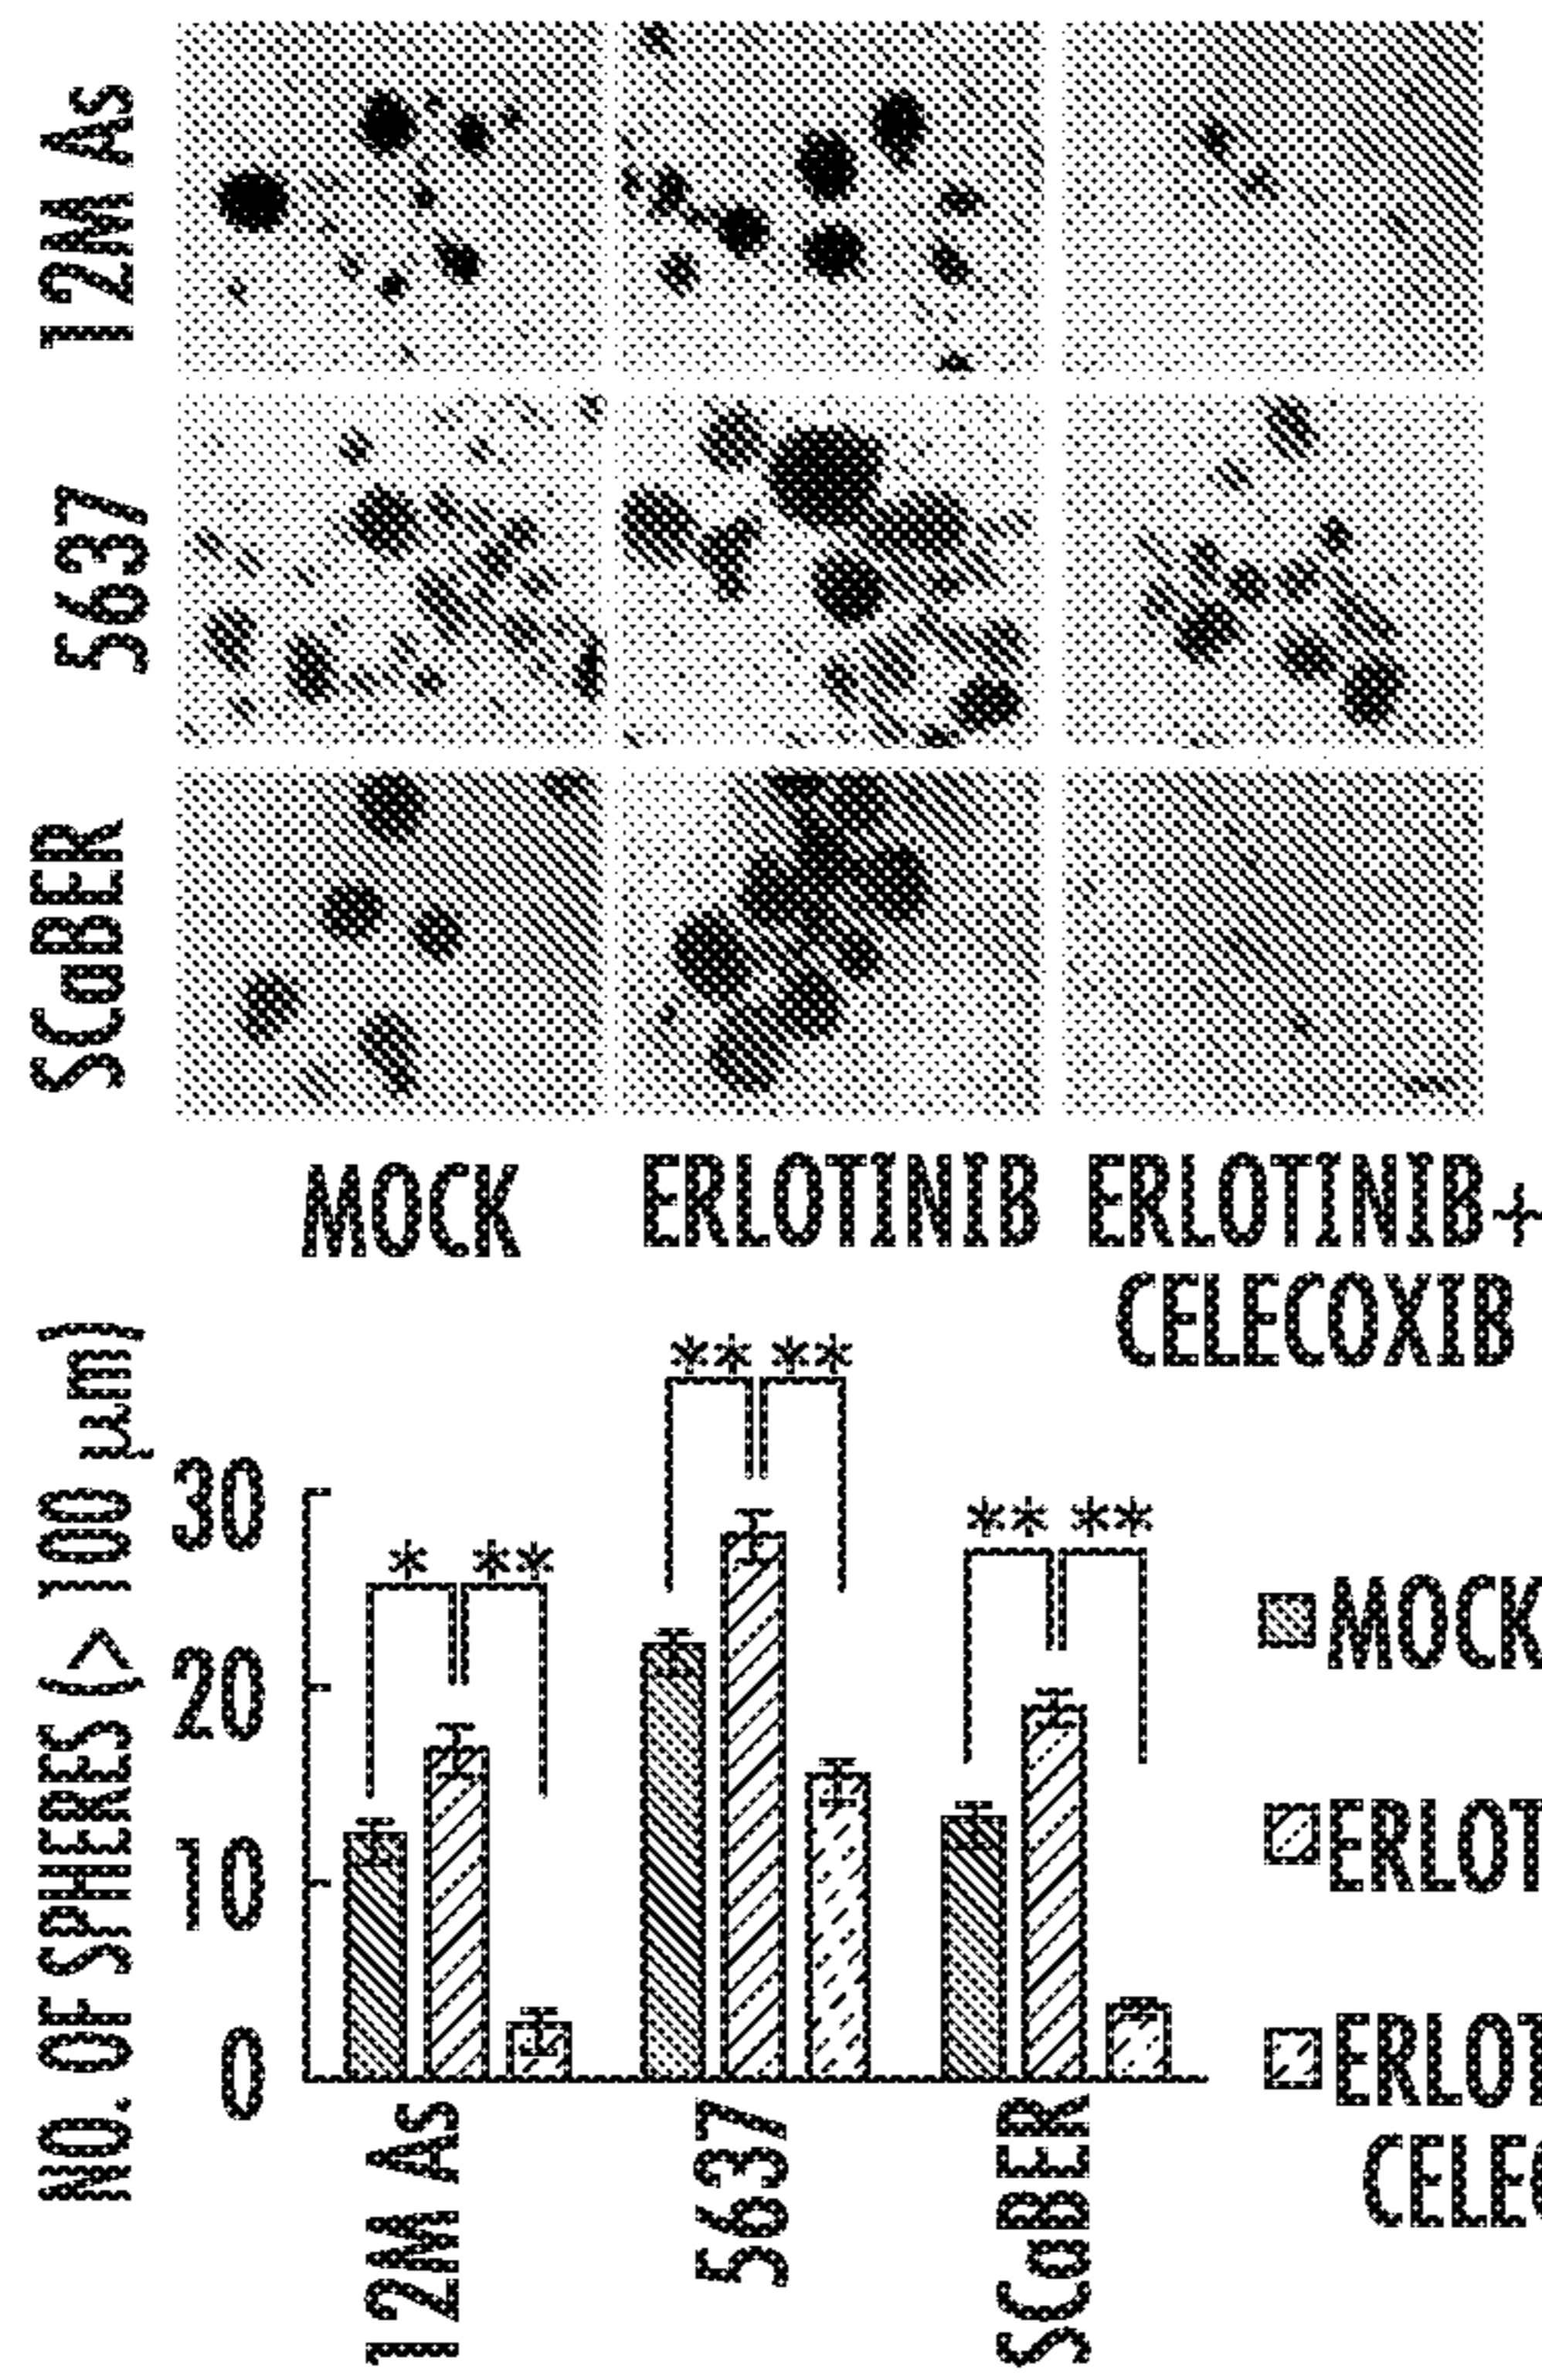 12M As
5637
SCaBER
MOCK
ERLOTINIB
ERLOTINIB+
CELECOXIB
NO. OF SPHERES (>100 μm)
30
20
10
0
* **
** **
** **
12M As
5637
SCaBER
MOCK
ERLOT
ERLOT
CELEC